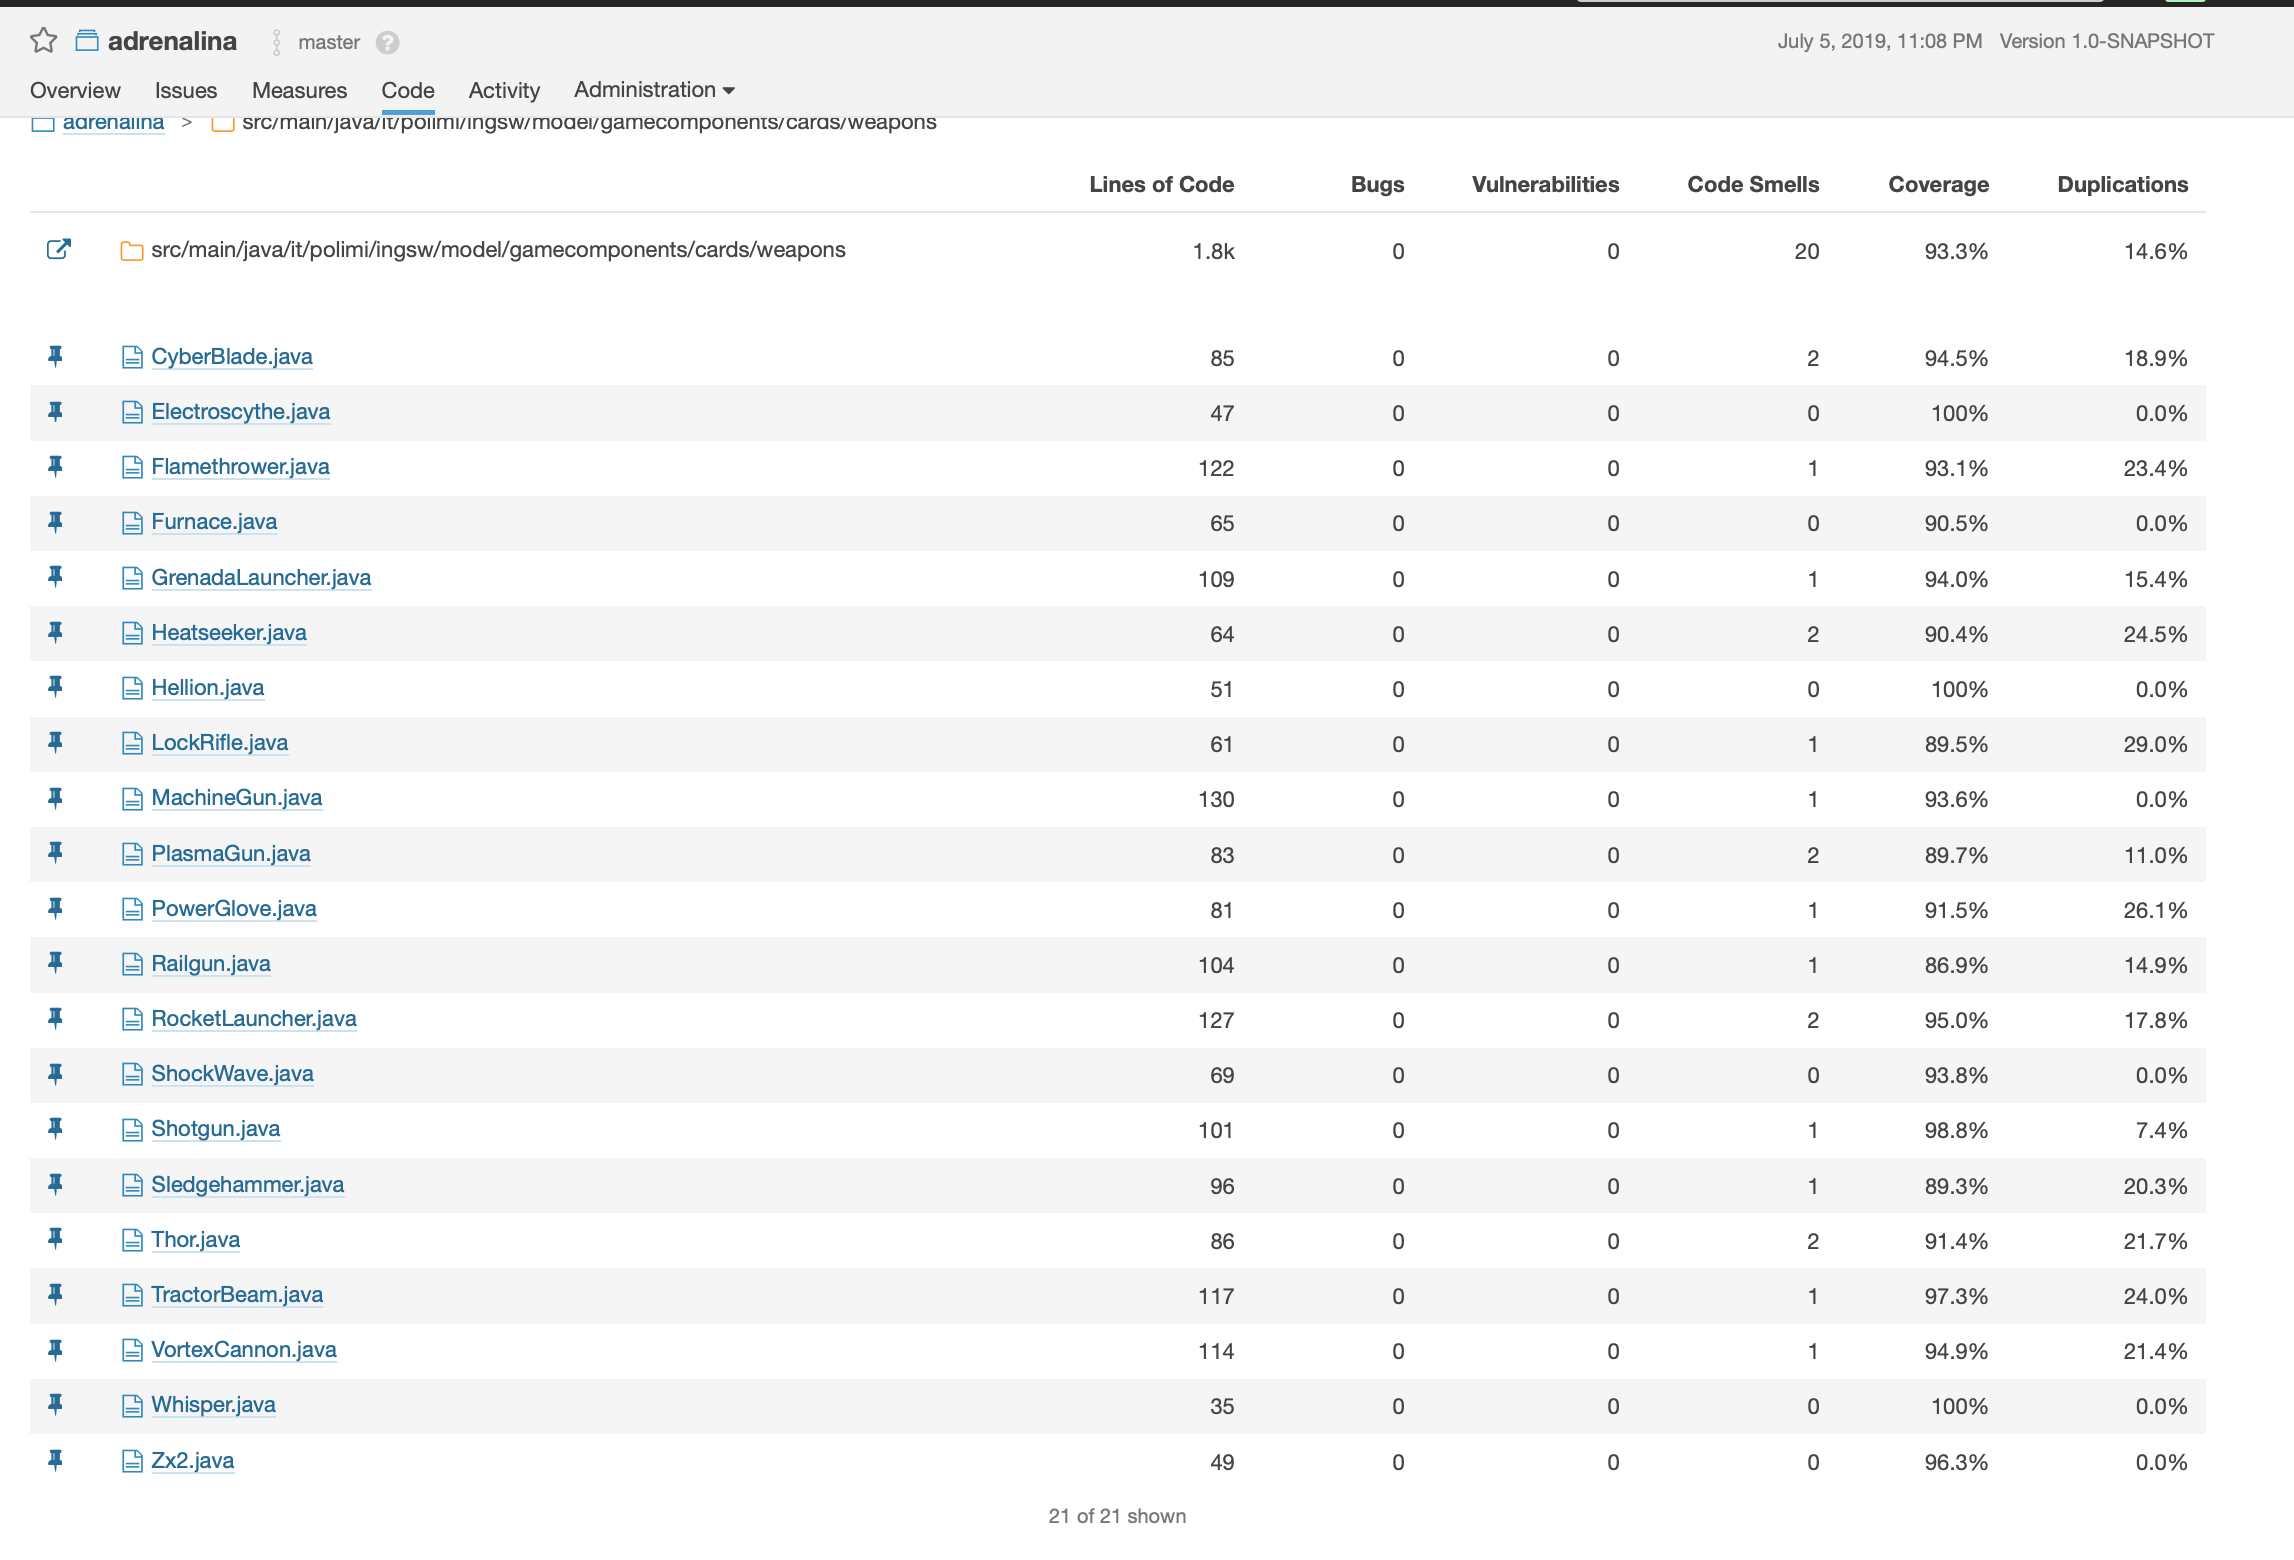 adrenalina master ? July 5, 2019, 11:08 PM Version 1.0-SNAPSHOT
Overview Issues Measures Code Activity Administration
adrenalina > src/main/java/it/polimi/ingsw/model/gamecomponents/cards/weapons
Lines of Code Bugs Vulnerabilities Code Smells Coverage Duplications
src/main/java/it/polimi/ingsw/model/gamecomponents/cards/weapons 1.8k 0 0 20 93.3% 14.6%
CyberBlade.java 85 0 0 2 94.5% 18.9%
Electroscythe.java 47 0 0 0 100% 0.0%
Flamethrower.java 122 0 0 1 93.1% 23.4%
Furnace.java 65 0 0 0 90.5% 0.0%
GrenadaLauncher.java 109 0 0 1 94.0% 15.4%
Heatseeker.java 64 0 0 2 90.4% 24.5%
Hellion.java 51 0 0 0 100% 0.0%
LockRifle.java 61 0 0 1 89.5% 29.0%
MachineGun.java 130 0 0 1 93.6% 0.0%
PlasmaGun.java 83 0 0 2 89.7% 11.0%
PowerGlove.java 81 0 0 1 91.5% 26.1%
Railgun.java 104 0 0 1 86.9% 14.9%
RocketLauncher.java 127 0 0 2 95.0% 17.8%
ShockWave.java 69 0 0 0 93.8% 0.0%
Shotgun.java 101 0 0 1 98.8% 7.4%
Sledgehammer.java 96 0 0 1 89.3% 20.3%
Thor.java 86 0 0 2 91.4% 21.7%
TractorBeam.java 117 0 0 1 97.3% 24.0%
VortexCannon.java 114 0 0 1 94.9% 21.4%
Whisper.java 35 0 0 0 100% 0.0%
Zx2.java 49 0 0 0 96.3% 0.0%
21 of 21 shown